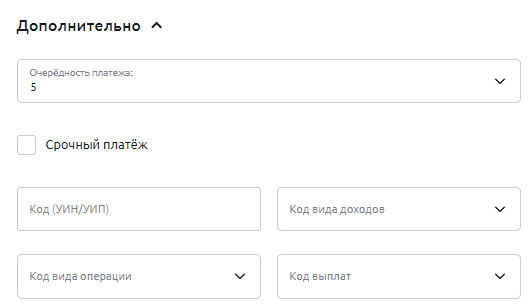 Дополнительно
Очерёдность платежа:
5
Срочный платёж
Код (УИН/УИП)
Код вида доходов
Код вида операции
Код выплат